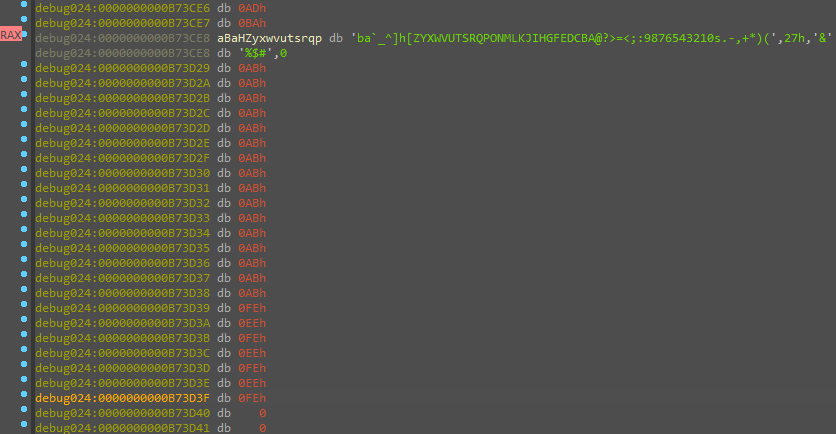 debug024:0000000000B73CE6 db 0ADh
debug024:0000000000B73CE7 db 0BAh
RAX debug024:0000000000B73CE8 aBaHZyxwvutsrqp db 'ba`_^]h[ZYXWVUTSRQPONMLKJIHGFEDCBA@?>=<;:9876543210s.-,+*)(',27h,'&'
debug024:0000000000B73CE8 db '%$#',0
debug024:0000000000B73D29 db 0ABh
debug024:0000000000B73D2A db 0ABh
debug024:0000000000B73D2B db 0ABh
debug024:0000000000B73D2C db 0ABh
debug024:0000000000B73D2D db 0ABh
debug024:0000000000B73D2E db 0ABh
debug024:0000000000B73D2F db 0ABh
debug024:0000000000B73D30 db 0ABh
debug024:0000000000B73D31 db 0ABh
debug024:0000000000B73D32 db 0ABh
debug024:0000000000B73D33 db 0ABh
debug024:0000000000B73D34 db 0ABh
debug024:0000000000B73D35 db 0ABh
debug024:0000000000B73D36 db 0ABh
debug024:0000000000B73D37 db 0ABh
debug024:0000000000B73D38 db 0ABh
debug024:0000000000B73D39 db 0FEh
debug024:0000000000B73D3A db 0EEh
debug024:0000000000B73D3B db 0FEh
debug024:0000000000B73D3C db 0EEh
debug024:0000000000B73D3D db 0FEh
debug024:0000000000B73D3E db 0EEh
debug024:0000000000B73D3F db 0FEh
debug024:0000000000B73D40 db 0
debug024:0000000000B73D41 db 0